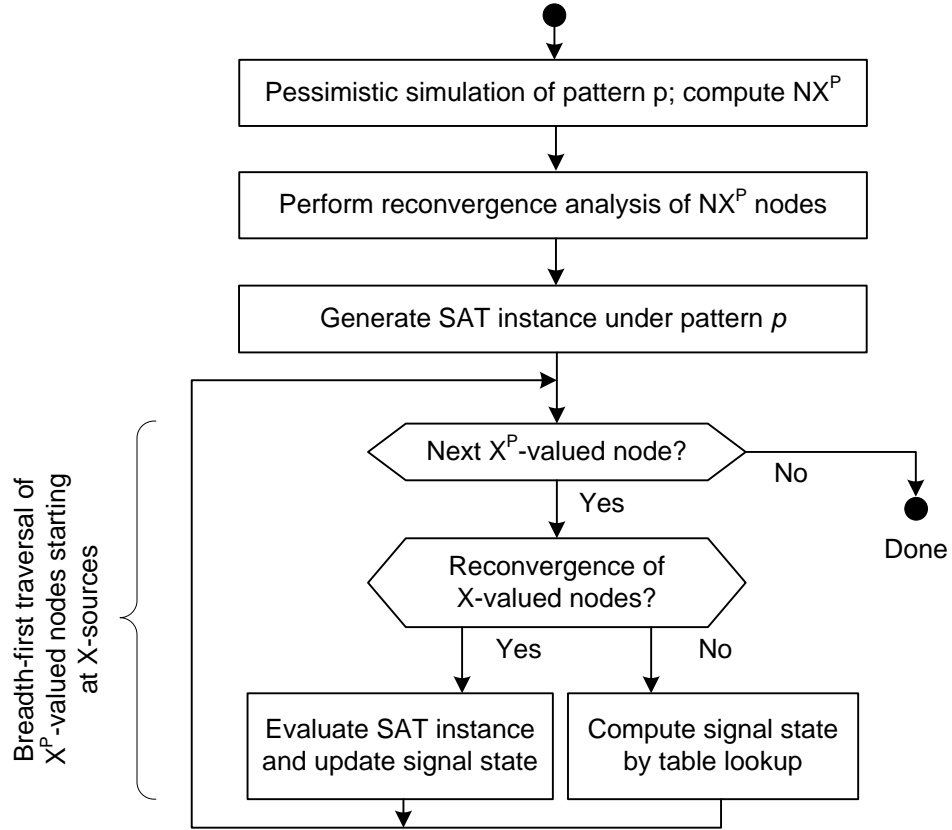 Pessimistic simulation of pattern p; compute NX^P
Perform reconvergence analysis of NX^P nodes
Generate SAT instance under pattern p
Next X^P-valued node?
No
Yes
Done
Reconvergence of
X-valued nodes?
Yes
No
Evaluate SAT instance
and update signal state
Compute signal state
by table lookup
Breadth-first traversal of
X^P-valued nodes starting
at X-sources